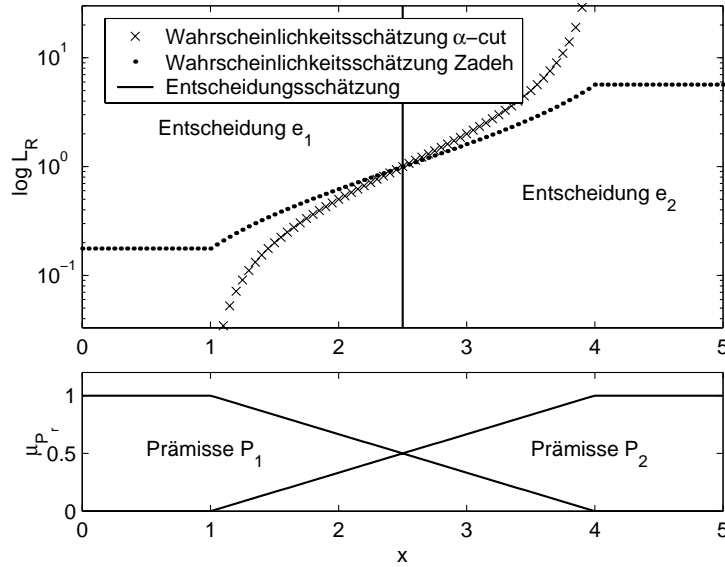 Wahrscheinlichkeitsschätzung α-cut
Wahrscheinlichkeitsschätzung Zadeh
Entscheidungsschätzung
10^1
10^0
10^-1
log L_R
Entscheidung e_1
Entscheidung e_2
0 1 2 3 4 5
1
0.5
0
μ_P_r
Prämisse P_1
Prämisse P_2
0 1 2 3 4 5
x